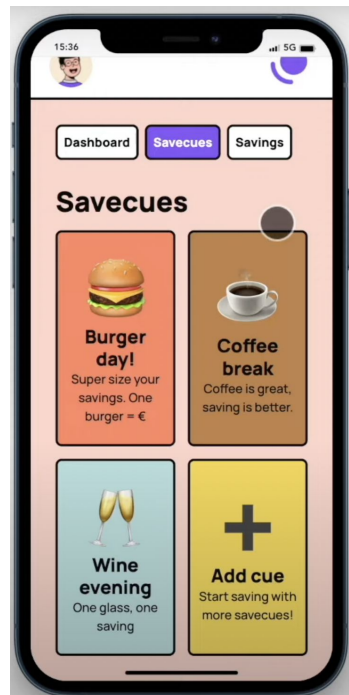 15:36
5G
Dashboard
Savecues
Savings
Savecues
Burger
day!
Super size your
savings. One
burger = €
Coffee
break
Coffee is great,
saving is better.
Wine
evening
One glass, one
saving
Add cue
Start saving with
more savecues!